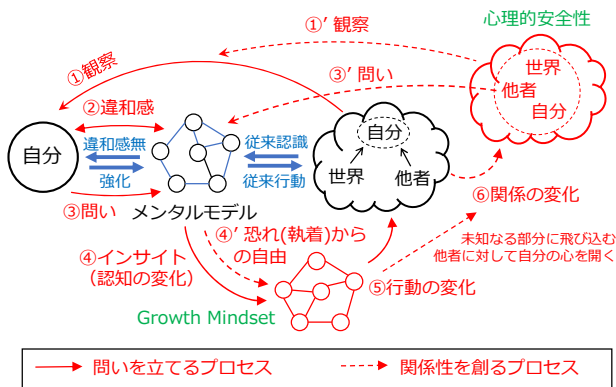 心理的安全性
①’ 観察
世界
他者
自分
①観察
③’ 問い
②違和感
自分
違和感無
強化
従来認識
従来行動
自分
世界
他者
③問い
メンタルモデル
⑥関係の変化
④’ 恐れ(執着)から
の自由
④インサイト
（認知の変化）
未知なる部分に飛び込む
他者に対して自分の心を開く
⑤行動の変化
Growth Mindset
問いを立てるプロセス
関係性を創るプロセス